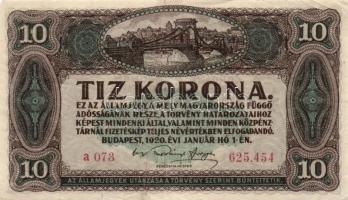 10 10
TIZ KORONA.
EZ AZ ÁLLAMJEGY A MELY MAGYARORSZÁG FÜGGŐ
ADÓSSÁGÁNAK RÉSZE, A TÖRVÉNY HATÁROZATAIHOZ
KÉPEST MINDENKI ÁLTAL, VALAMINT MINDEN KÖZPÉNZ-
TÁRNÁL FIZETÉSKÉP TELJES NÉVÉRTÉKBEN ELFOGADANDÓ.
BUDAPEST, 1920. ÉVI JANUÁR HÓ 1-ÉN.
a 073 625,454
10 10
AZ ÁLLAMJEGYEK UTÁNZÁSA A TÖRVÉNY SZERINT BÜNTETTETIK